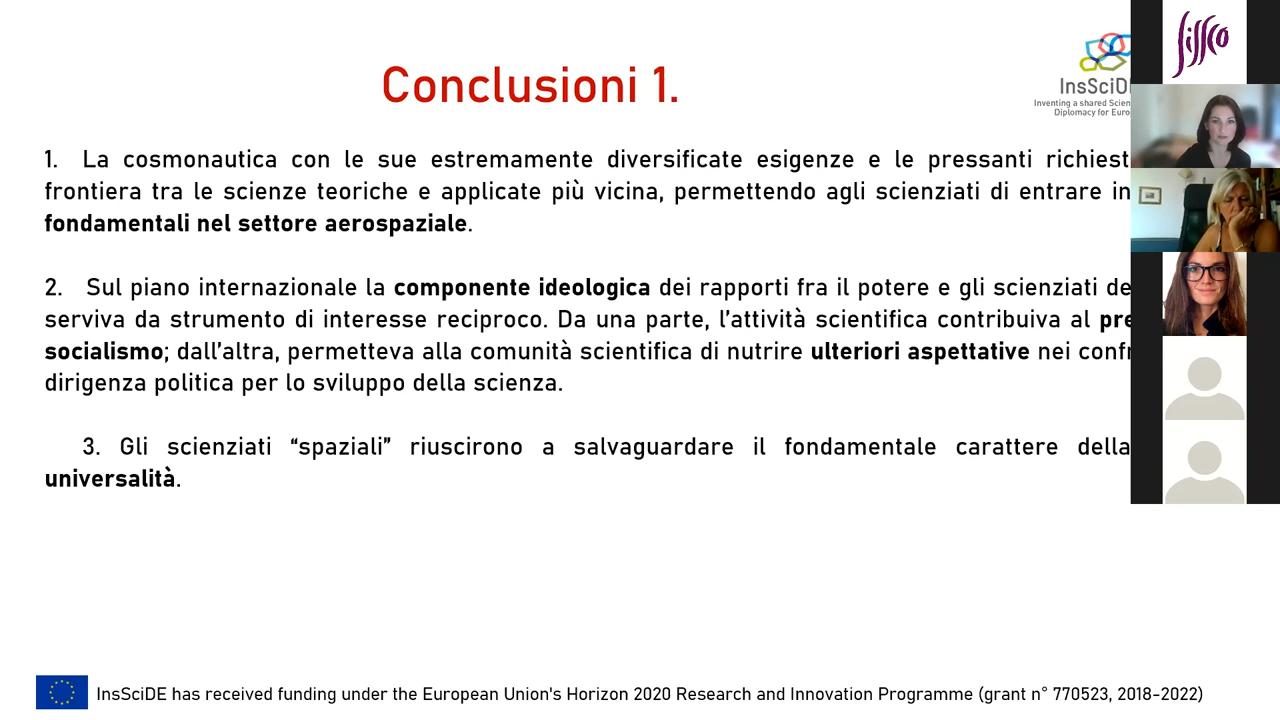 Conclusioni 1.
InsSciDE
Inventing a shared Scien
Diplomacy for Euro
sissco
1. La cosmonautica con le sue estremamente diversificate esigenze e le pressanti richiest
frontiera tra le scienze teoriche e applicate più vicina, permettendo agli scienziati di entrare in
fondamentali nel settore aerospaziale.
2. Sul piano internazionale la componente ideologica dei rapporti fra il potere e gli scienziati de
serviva da strumento di interesse reciproco. Da una parte, l’attività scientifica contribuiva al pre
socialismo; dall’altra, permetteva alla comunità scientifica di nutrire ulteriori aspettative nei confr
dirigenza politica per lo sviluppo della scienza.
3. Gli scienziati “spaziali” riuscirono a salvaguardare il fondamentale carattere della
universalità.
InsSciDE has received funding under the European Union's Horizon 2020 Research and Innovation Programme (grant n° 770523, 2018-2022)